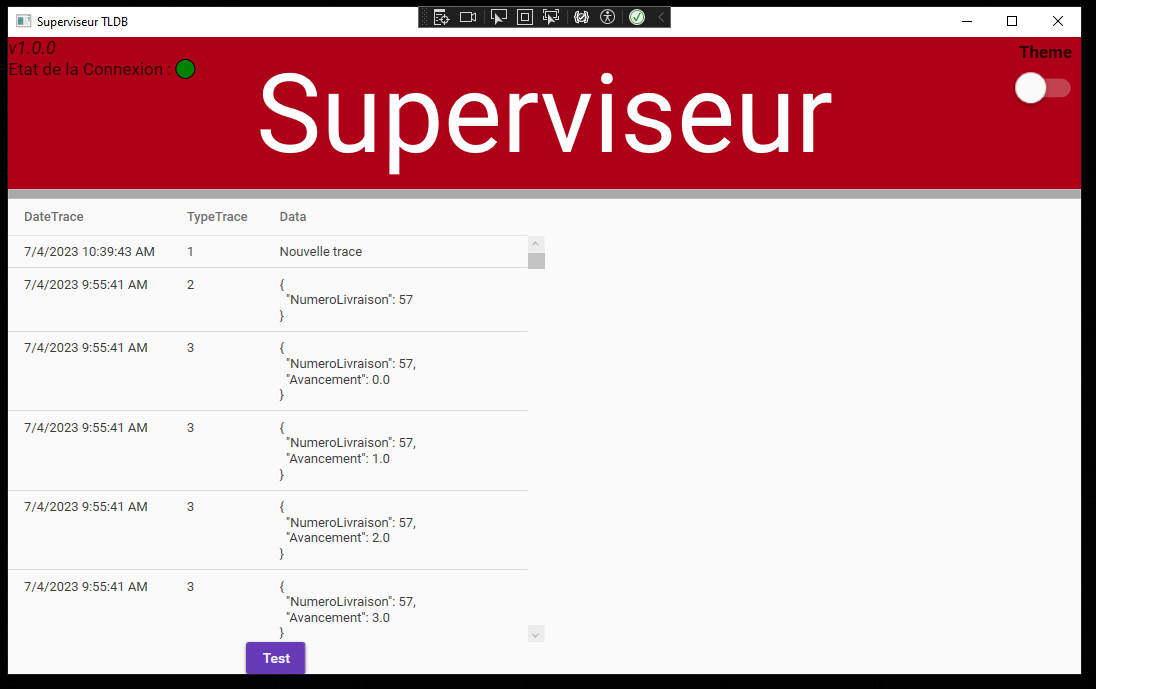 Superviseur TLDB
v1.0.0
Etat de la Connexion :
Superviseur
Theme
DateTrace TypeTrace Data
7/4/2023 10:39:43 AM 1 Nouvelle trace
7/4/2023 9:55:41 AM 2 {
"NumeroLivraison": 57
}
7/4/2023 9:55:41 AM 3 {
"NumeroLivraison": 57,
"Avancement": 0.0
}
7/4/2023 9:55:41 AM 3 {
"NumeroLivraison": 57,
"Avancement": 1.0
}
7/4/2023 9:55:41 AM 3 {
"NumeroLivraison": 57,
"Avancement": 2.0
}
7/4/2023 9:55:41 AM 3 {
"NumeroLivraison": 57,
"Avancement": 3.0
}
Test